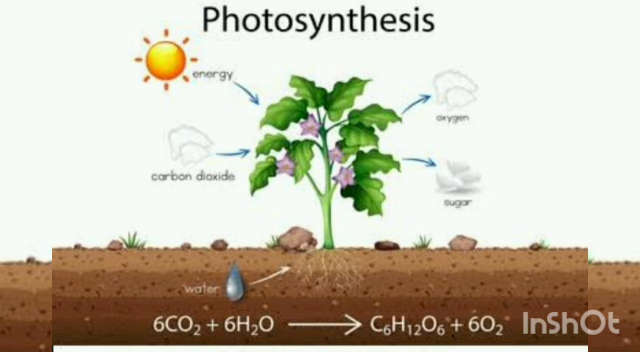 Photosynthesis
energy
oxygen
carbon dioxide
sugar
water
6CO₂ + 6H₂O ⟶ C₆H₁₂O₆ + 6O₂
InShOt